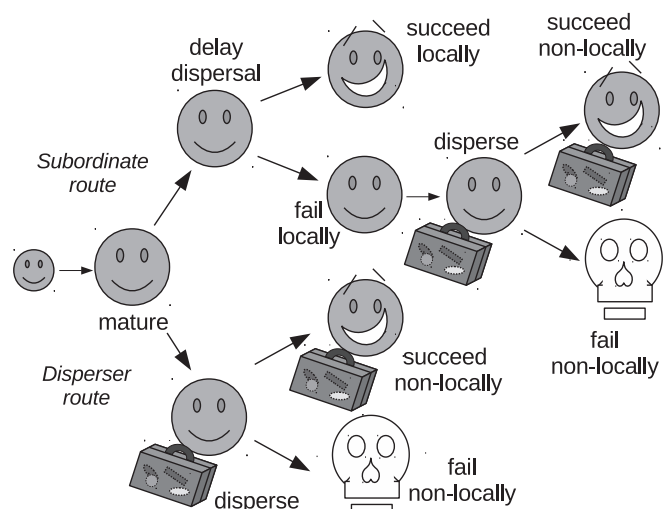 delay
dispersal
succeed
locally
succeed
non-locally
Subordinate
route
fail
locally
disperse
mature
fail
non-locally
Disperser
route
succeed
non-locally
disperse
fail
non-locally